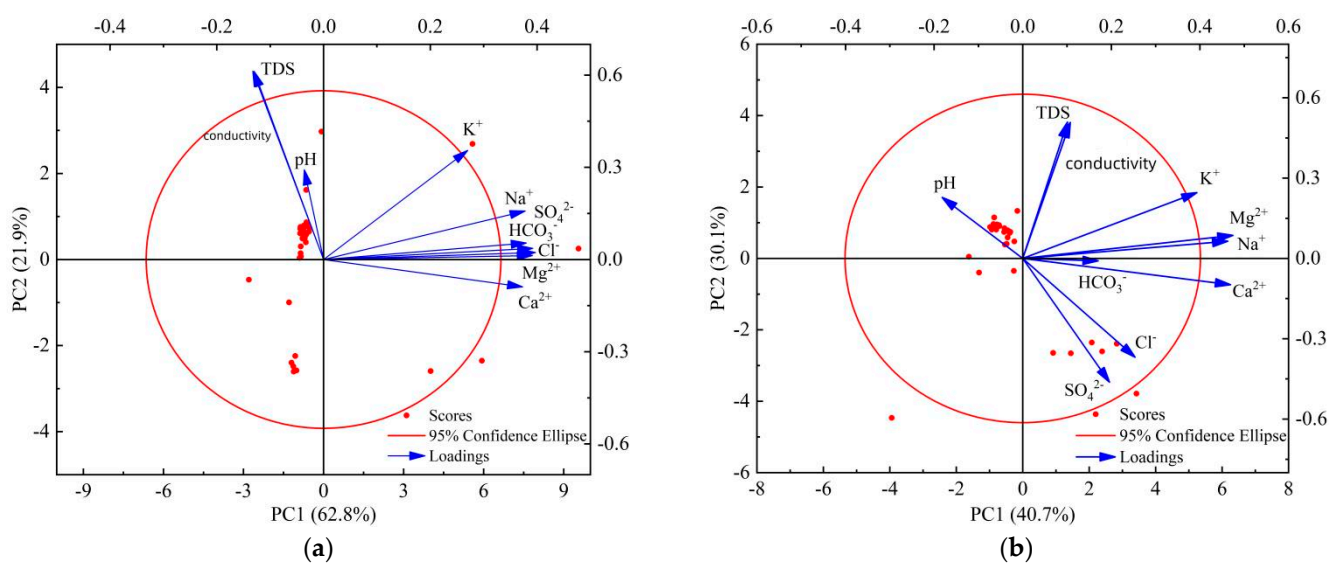 -0.4 -0.2 0.0 0.2 0.4
4
2
0
-2
-4
PC2 (21.9%)
0.6
0.3
0.0
-0.3
-0.6
TDS
conductivity
pH
K⁺
Na⁺
SO₄²⁻
HCO₃⁻
Cl⁻
Mg²⁺
Ca²⁺
Scores
95% Confidence Ellipse
Loadings
-9 -6 -3 0 3 6 9
PC1 (62.8%)
(a)
-0.4 -0.2 0.0 0.2 0.4 0.6
6
4
2
0
-2
-4
-6
PC2 (30.1%)
0.6
0.3
0.0
-0.3
-0.6
TDS
conductivity
pH
K⁺
Mg²⁺
Na⁺
HCO₃⁻
Ca²⁺
Cl⁻
SO₄²⁻
Scores
95% Confidence Ellipse
Loadings
-8 -6 -4 -2 0 2 4 6 8
PC1 (40.7%)
(b)